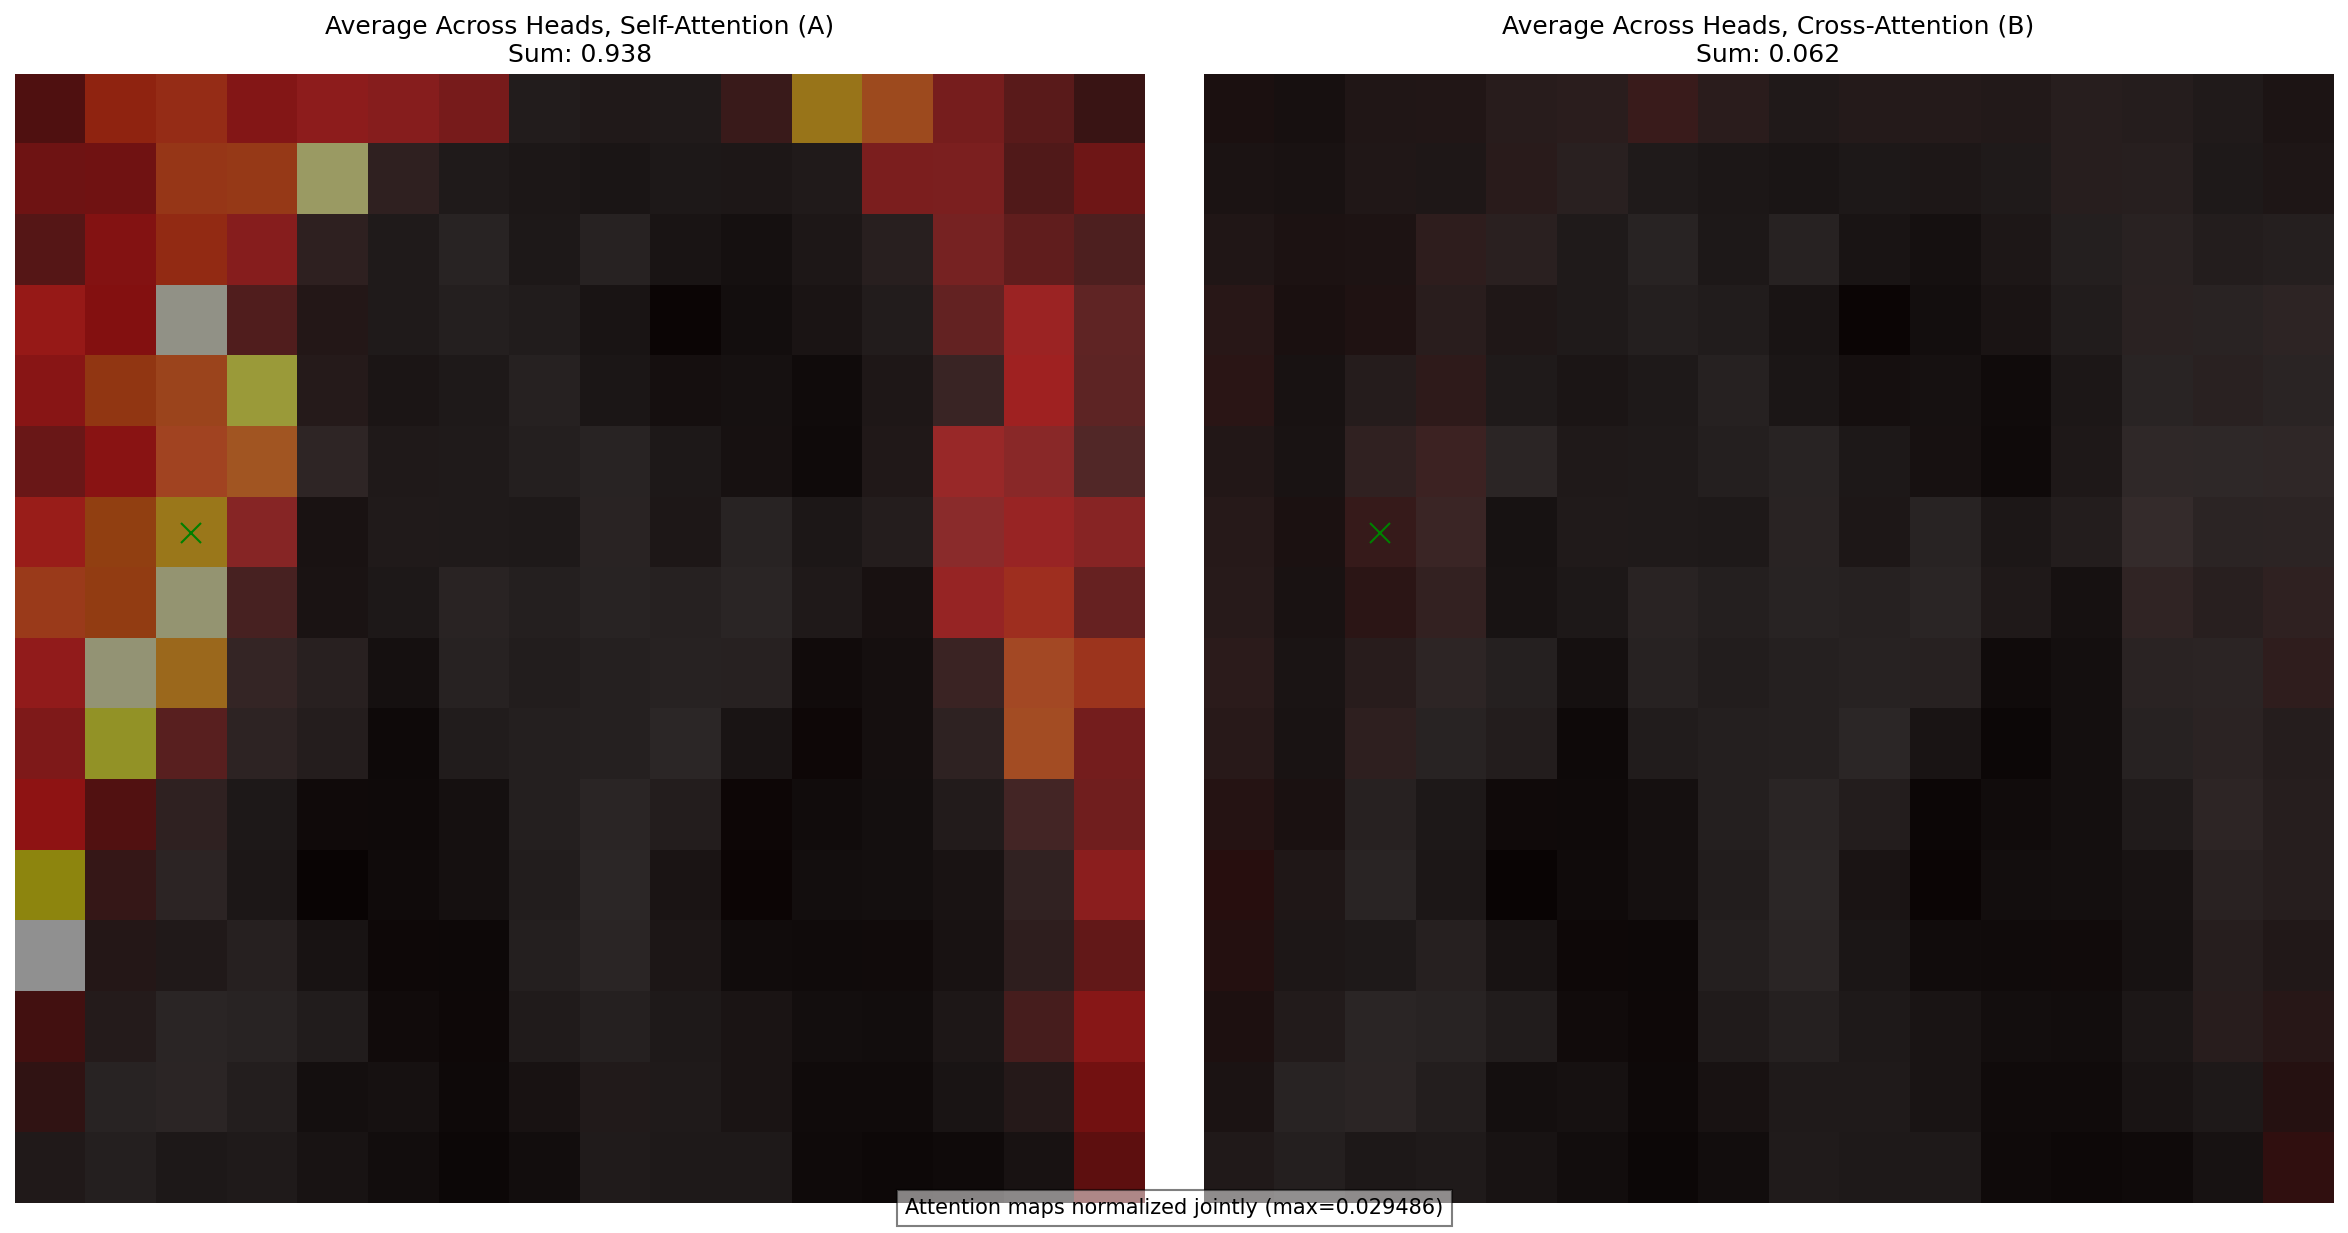 Average Across Heads, Self-Attention (A)
Sum: 0.938
Average Across Heads, Cross-Attention (B)
Sum: 0.062
Attention maps normalized jointly (max=0.029486)